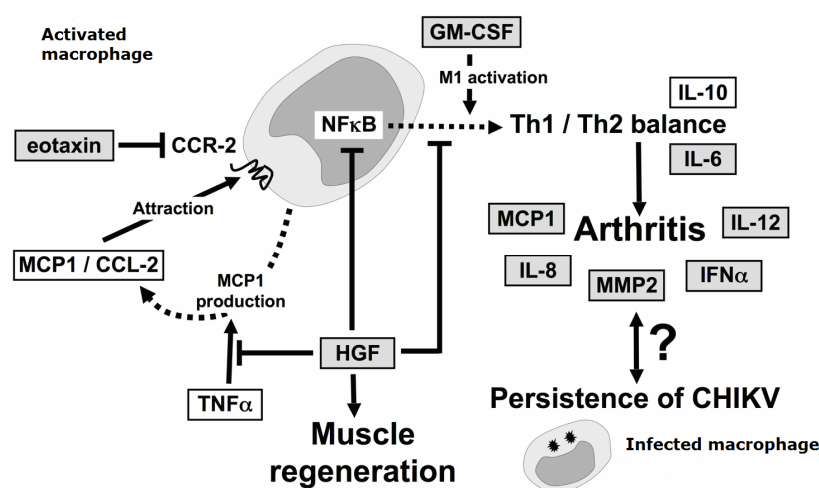 Activated
macrophage
GM-CSF
M1 activation
IL-10
NFκB
Th1 / Th2 balance
eotaxin
CCR-2
IL-6
Attraction
MCP1
Arthritis
IL-12
MCP1 / CCL-2
MCP1
production
IL-8
MMP2
IFNα
HGF
?
TNFα
Persistence of CHIKV
Muscle
regeneration
Infected macrophage